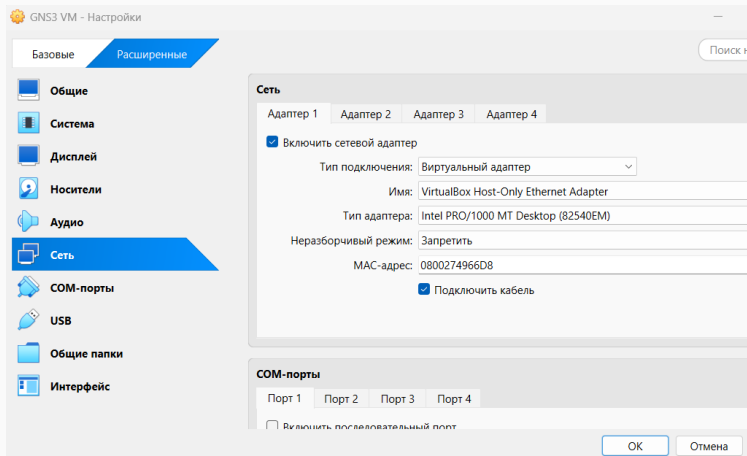 GNS3 VM - Настройки
Базовые
Расширенные
Поиск
Общие
Система
Дисплей
Носители
Аудио
Сеть
COM-порты
USB
Общие папки
Интерфейс
Сеть
Адаптер 1 Адаптер 2 Адаптер 3 Адаптер 4
Включить сетевой адаптер
Тип подключения: Виртуальный адаптер
Имя: VirtualBox Host-Only Ethernet Adapter
Тип адаптера: Intel PRO/1000 MT Desktop (82540EM)
Неразборчивый режим: Запретить
MAC-адрес: 0800274966D8
Подключить кабель
COM-порты
Порт 1 Порт 2 Порт 3 Порт 4
Включить последовательный порт
OK Отмена